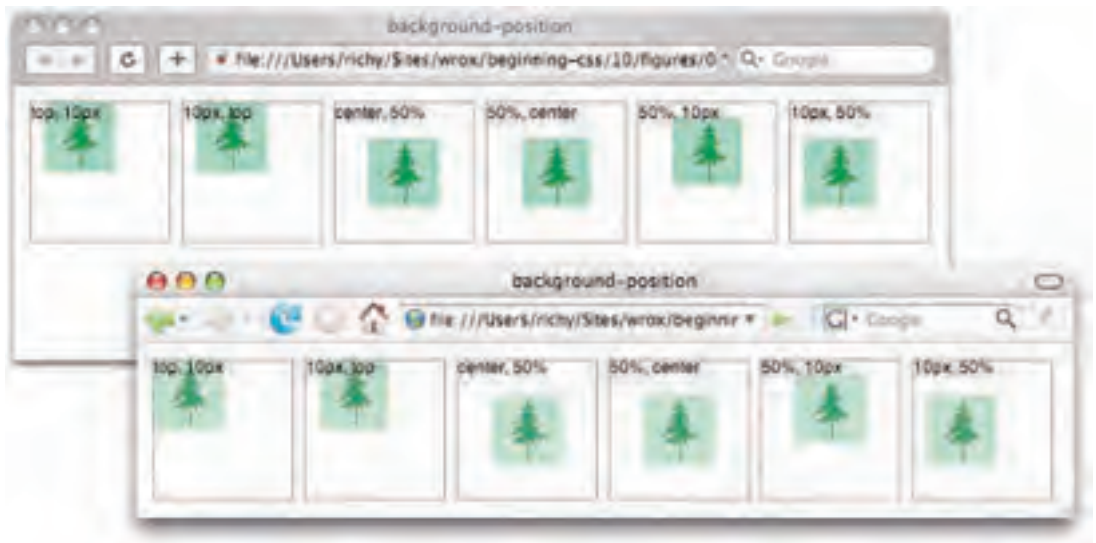 background-position
file:///Users/richy/Sites/wrox/beginning-css/10/figures/0
Google
top, 10px
10px, top
center, 50%
50%, center
50%, 10px
10px, 50%
background-position
file:///Users/richy/Sites/wrox/beginnir
Google
top, 10px
10px, top
center, 50%
50%, center
50%, 10px
10px, 50%